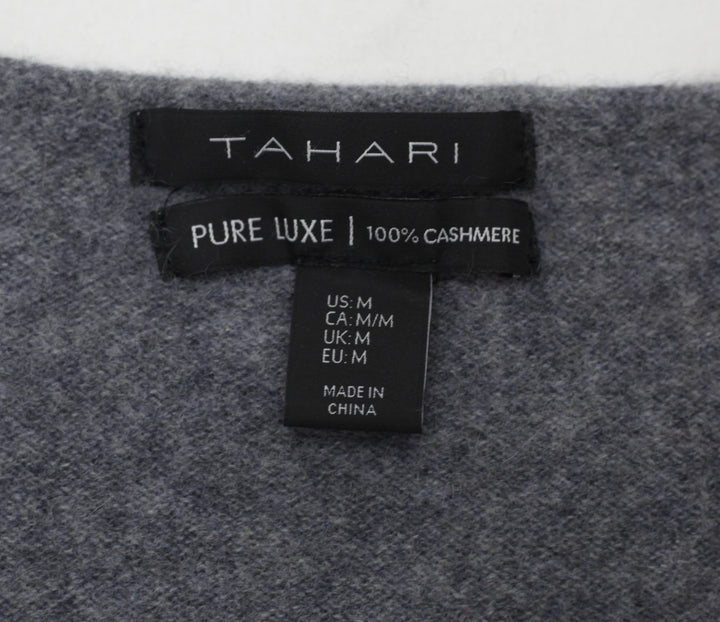 TAHARI
PURE LUXE | 100% CASHMERE
US: M
CA: M/M
UK: M
EU: M
MADE IN
CHINA